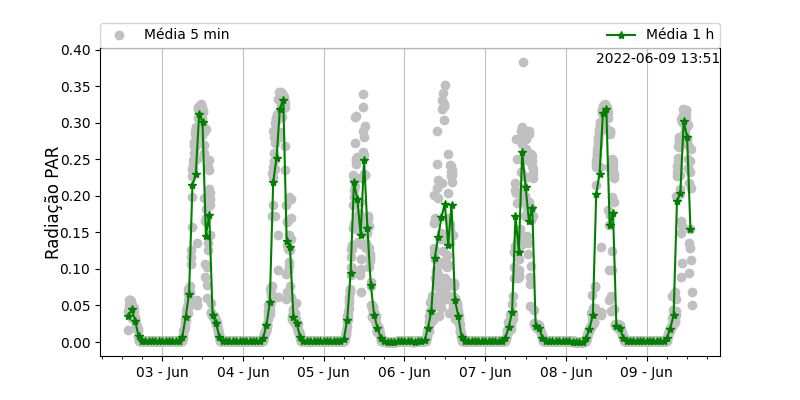 Média 5 min
Média 1 h
2022-06-09 13:51
Radiação PAR
0.40
0.35
0.30
0.25
0.20
0.15
0.10
0.05
0.00
03 - Jun
04 - Jun
05 - Jun
06 - Jun
07 - Jun
08 - Jun
09 - Jun